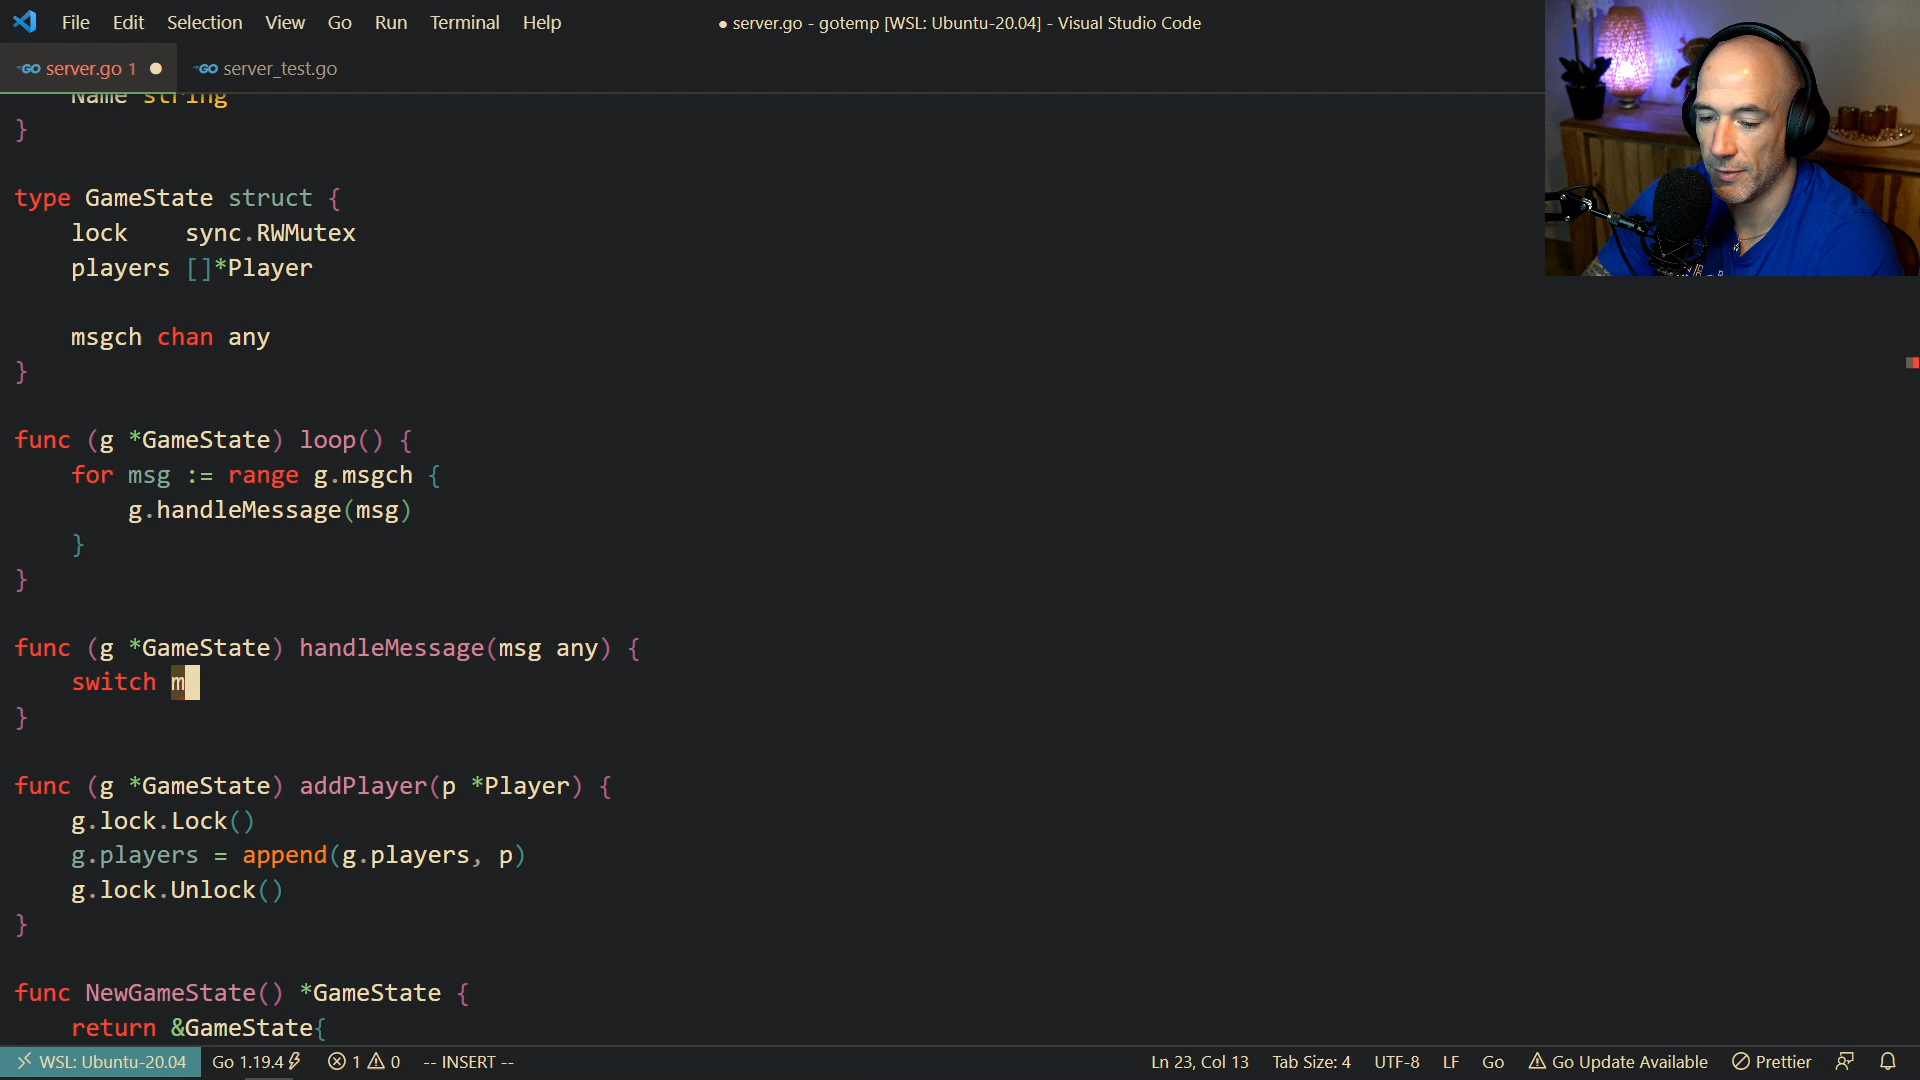 File Edit Selection View Go Run Terminal Help
● server.go - gotemp [WSL: Ubuntu-20.04] - Visual Studio Code
GO server.go 1 ●
GO server_test.go
Name string
}
type GameState struct {
lock sync.RWMutex
players []*Player
msgch chan any
}
func (g *GameState) loop() {
for msg := range g.msgch {
g.handleMessage(msg)
}
}
func (g *GameState) handleMessage(msg any) {
switch m
}
func (g *GameState) addPlayer(p *Player) {
g.lock.Lock()
g.players = append(g.players, p)
g.lock.Unlock()
}
func NewGameState() *GameState {
return &GameState{
WSL: Ubuntu-20.04 Go 1.19.4 1 0 -- INSERT -- Ln 23, Col 13 Tab Size: 4 UTF-8 LF Go Go Update Available Prettier